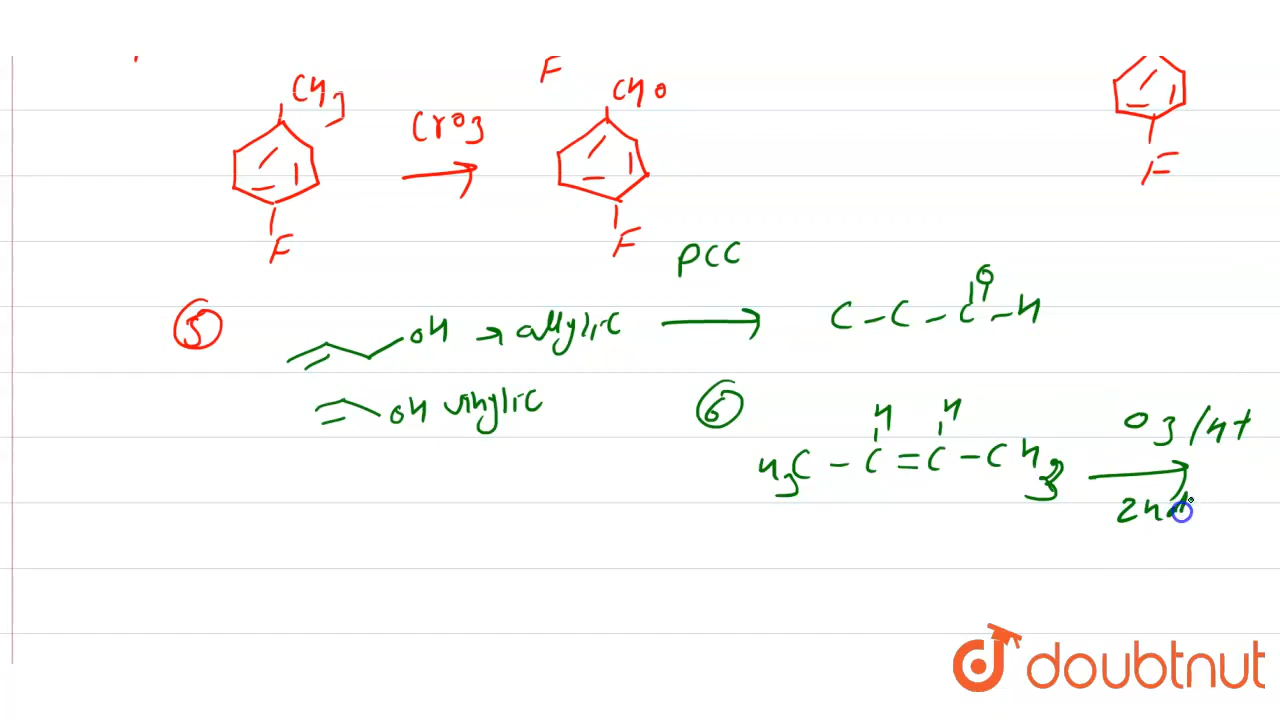 CH3 CrO3 F CHO
F F F
PCC
5 OH → allylic → C - C - C - H
O
OH vinylic 6
H H O3/H+
H3C - C = C - CH3
Zn
doubtnut